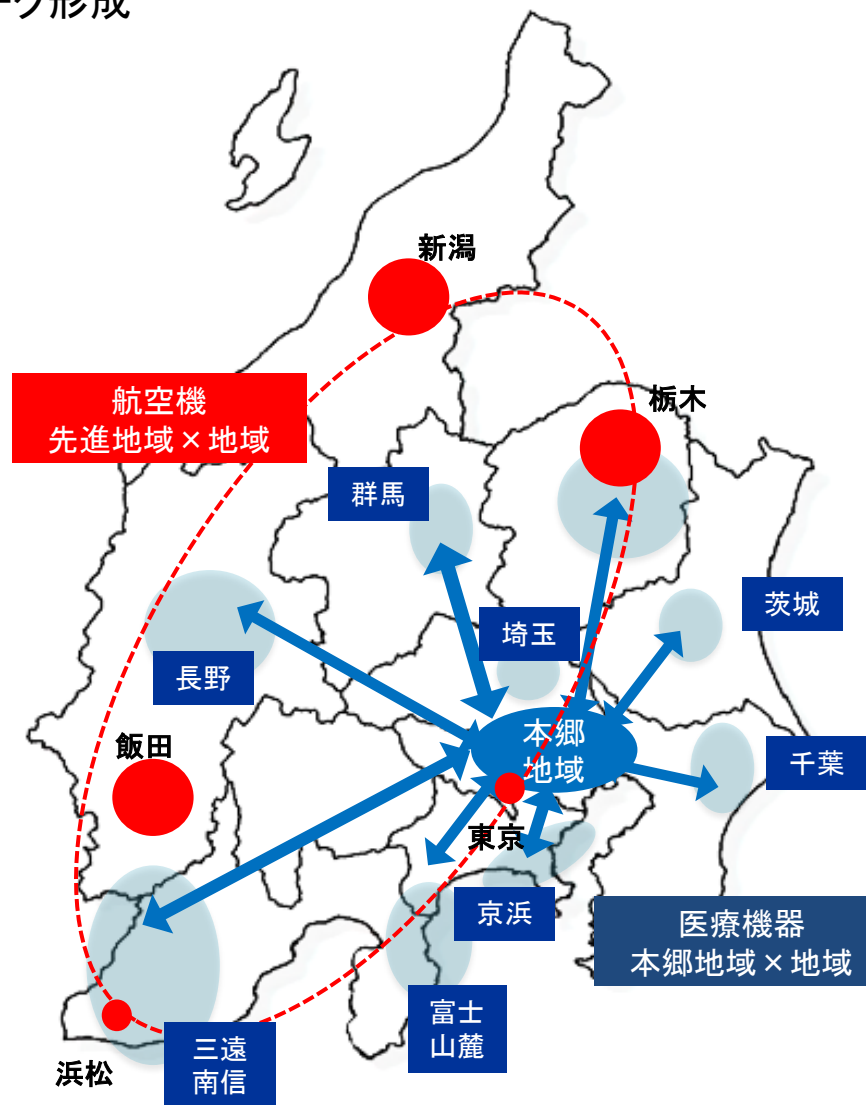 ーク形成
新潟
航空機
先進地域×地域
栃木
群馬
茨城
埼玉
長野
本郷
地域
飯田
千葉
東京
京浜
医療機器
本郷地域×地域
富士
山麓
三遠
南信
浜松